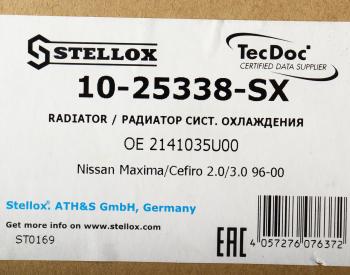 STELLOX
TecDoc
CERTIFIED DATA SUPPLIER
10-25338-SX
RADIATOR / РАДИАТОР СИСТ. ОХЛАЖДЕНИЯ
OE 2141035U00
Nissan Maxima/Cefiro 2.0/3.0 96-00
Stellox® ATH&S GmbH, Germany
Get more info on www.stellox.com
ST0169
EAC
4 057276 076372